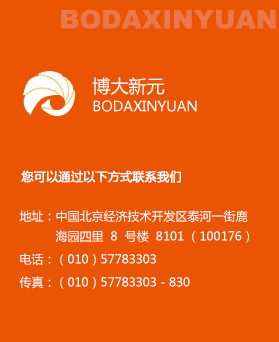 BODAXINYUAN
博大新元
BODAXINYUAN
您可以通过以下方式联系我们
地址：中国北京经济技术开发区泰河一街鹿
海园四里 8 号楼 8101（100176）
电话：（010）57783303
传真：（010）57783303 - 830